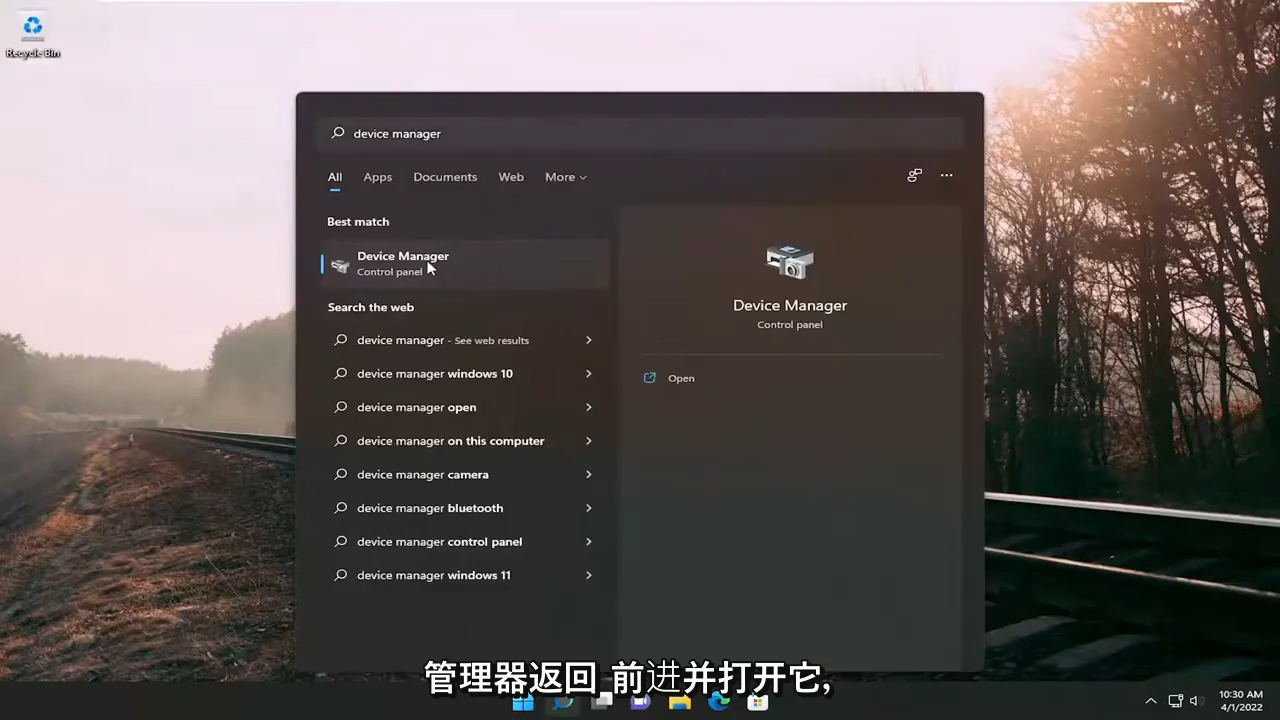 Recycle Bin
device manager
All Apps Documents Web More
Best match
Device Manager
Control panel
Search the web
device manager - See web results
device manager windows 10
device manager open
device manager on this computer
device manager camera
device manager bluetooth
device manager control panel
device manager windows 11
Device Manager
Control panel
Open
管理器返回 前进并打开它,
10:30 AM
4/1/2022